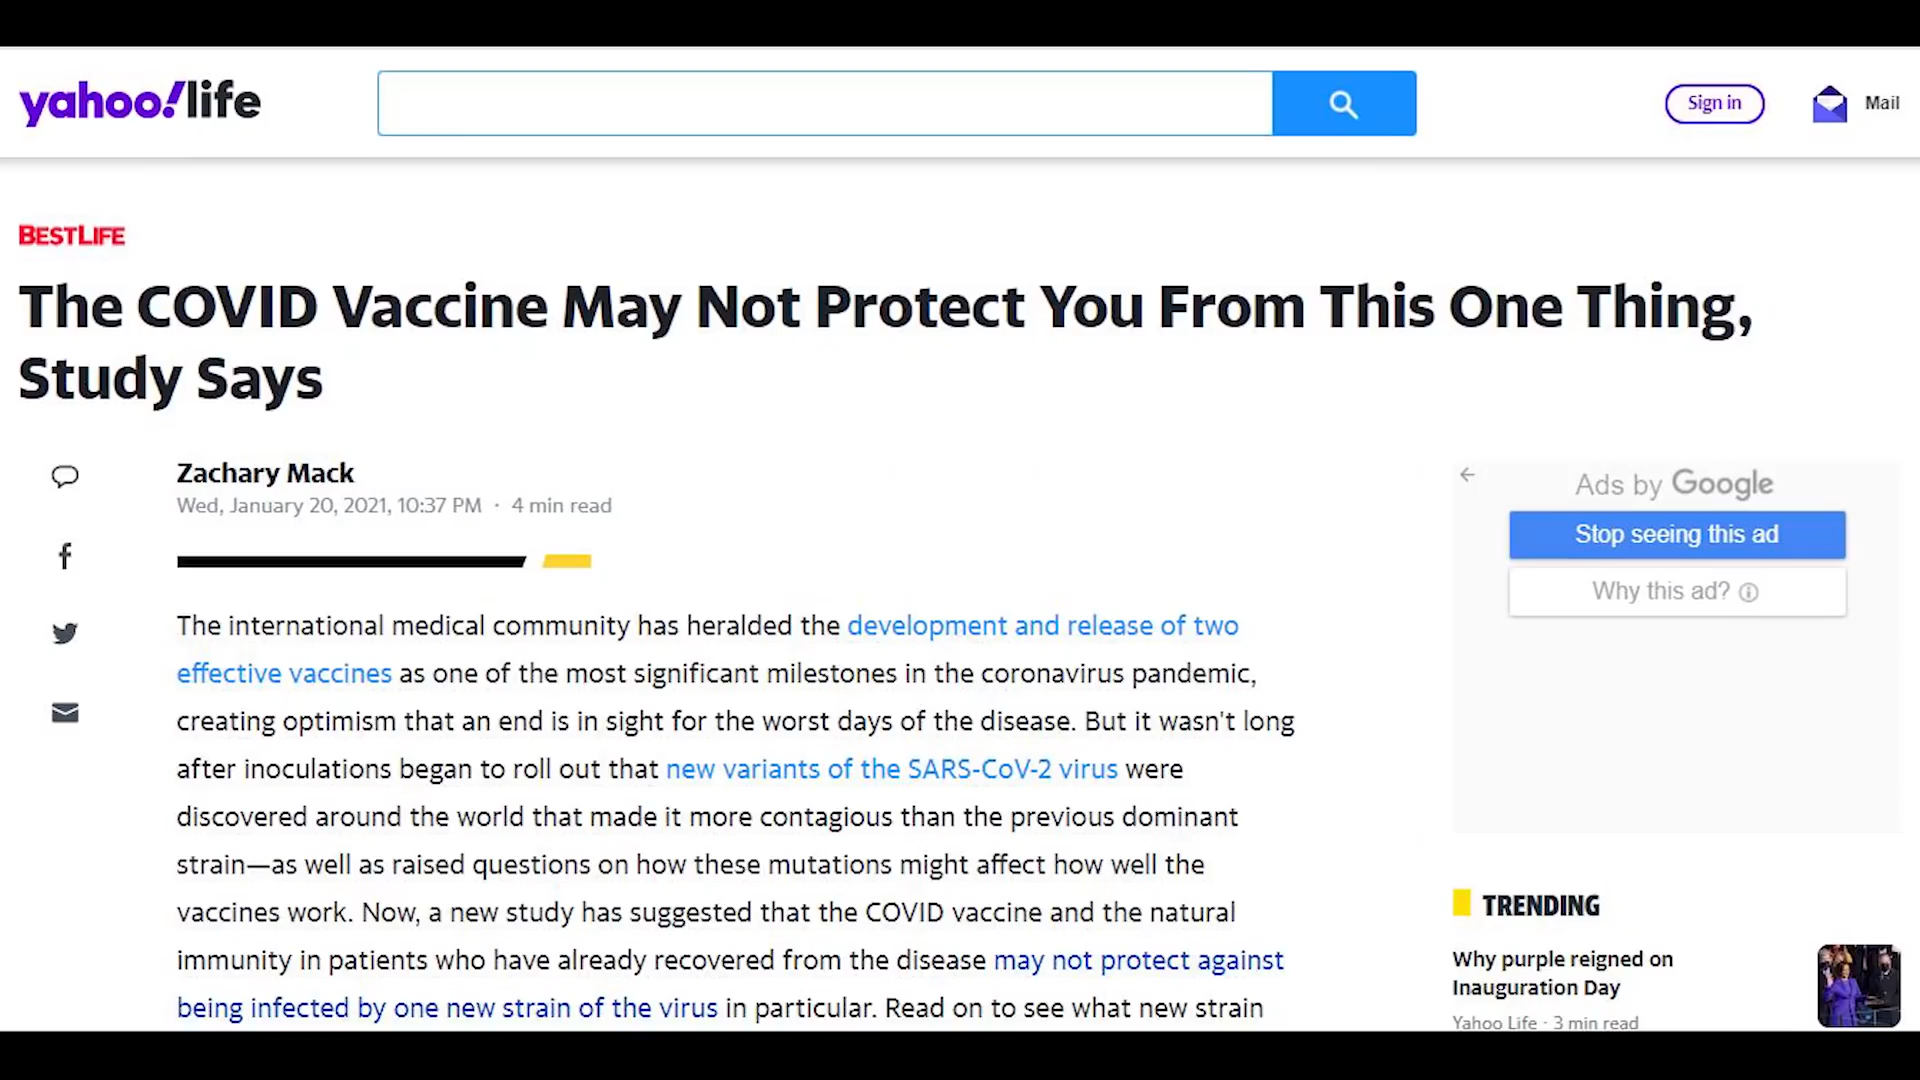 yahoo!life
Sign in
Mail
BESTLIFE
The COVID Vaccine May Not Protect You From This One Thing,
Study Says
Zachary Mack
Wed, January 20, 2021, 10:37 PM · 4 min read
The international medical community has heralded the development and release of two
effective vaccines as one of the most significant milestones in the coronavirus pandemic,
creating optimism that an end is in sight for the worst days of the disease. But it wasn't long
after inoculations began to roll out that new variants of the SARS-CoV-2 virus were
discovered around the world that made it more contagious than the previous dominant
strain—as well as raised questions on how these mutations might affect how well the
vaccines work. Now, a new study has suggested that the COVID vaccine and the natural
immunity in patients who have already recovered from the disease may not protect against
being infected by one new strain of the virus in particular. Read on to see what new strain
Ads by Google
Stop seeing this ad
Why this ad?
TRENDING
Why purple reigned on
Inauguration Day
Yahoo Life · 3 min read